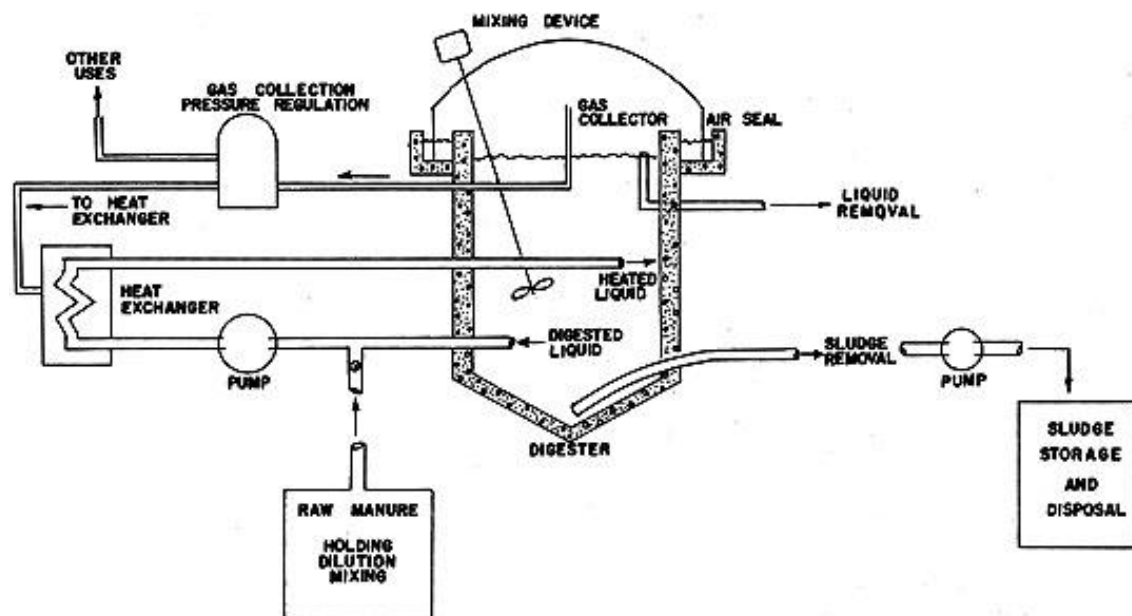 MIXING DEVICE
OTHER
USES
GAS COLLECTION
PRESSURE REGULATION
GAS
COLLECTOR
AIR SEAL
TO HEAT
EXCHANGER
LIQUID
REMOVAL
HEAT
EXCHANGER
HEATED
LIQUID
DIGESTED
LIQUID
SLUDGE
REMOVAL
PUMP
PUMP
DIGESTER
RAW MANURE
HOLDING
DILUTION
MIXING
SLUDGE
STORAGE
AND
DISPOSAL